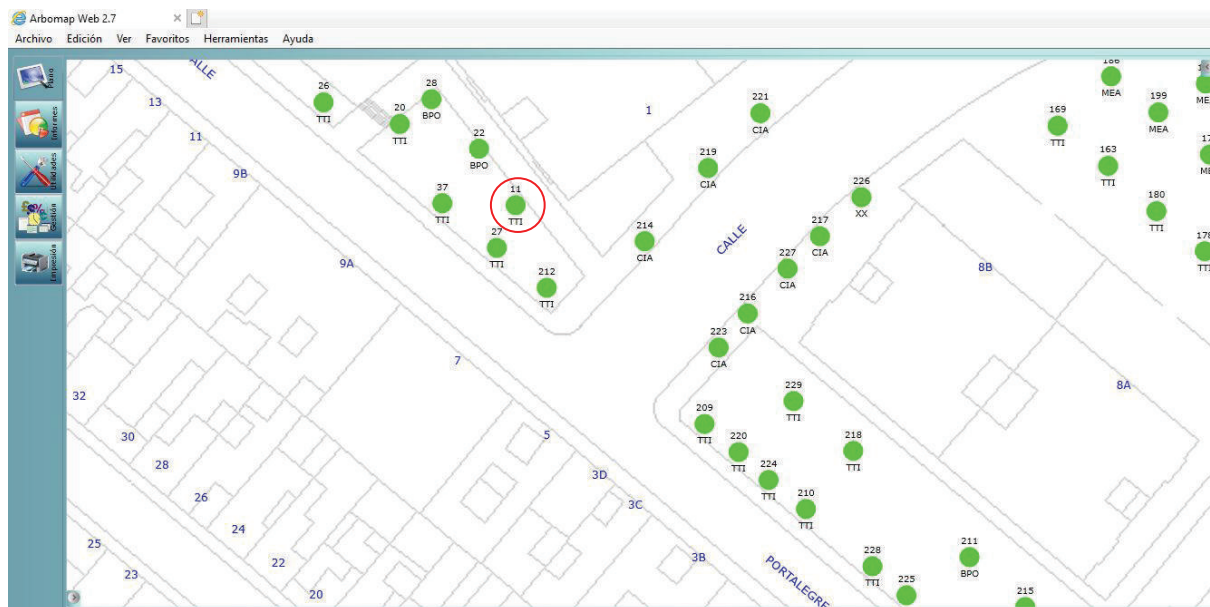 Arbomap Web 2.7
Archivo Edición Ver Favoritos Herramientas Ayuda
Plano
Informes
Utilidades
Gestión
Impresión
15
13
11
9B
9A
7
5
3D
3C
3B
32
30
28
26
24
22
20
25
23
1
8B
8A
CALLE
PORTALEGRE
26
TTI
20
TTI
28
BPO
22
BPO
37
TTI
11
TTI
27
TTI
212
TTI
221
CIA
219
CIA
214
CIA
226
XX
217
CIA
227
CIA
216
CIA
223
CIA
229
TTI
209
TTI
220
TTI
218
TTI
224
TTI
210
TTI
228
TTI
225
211
BPO
215
186
MEA
199
MEA
169
TTI
163
TTI
180
TTI
178
TTI